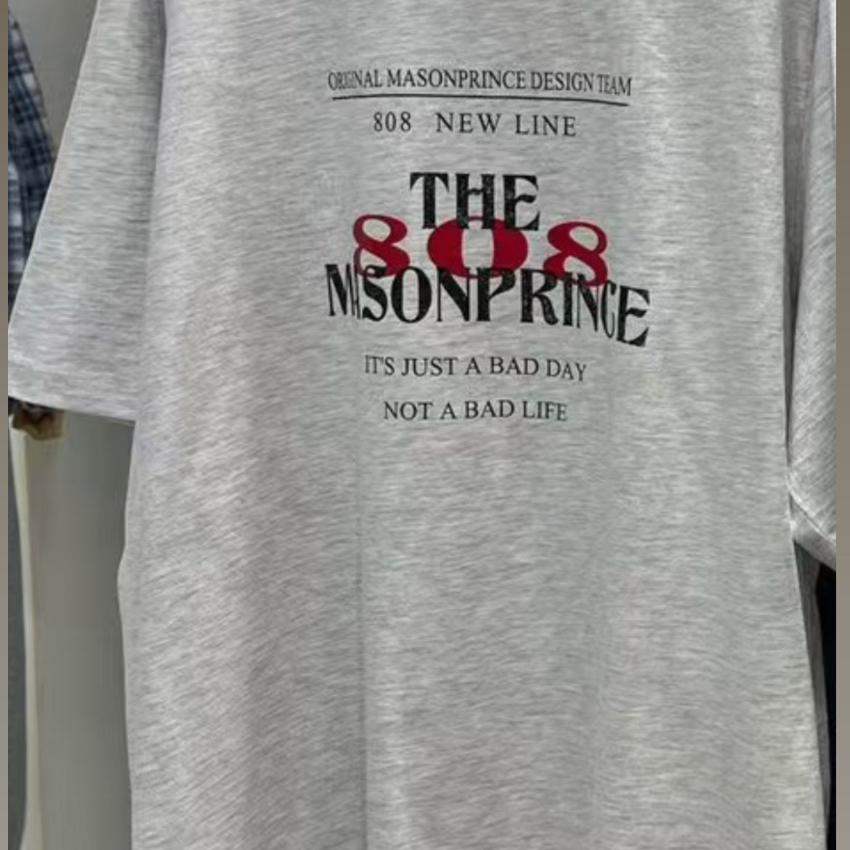 ORIGINAL MASONPRINCE DESIGN TEAM
808 NEW LINE
THE
808
MASONPRINCE
IT'S JUST A BAD DAY
NOT A BAD LIFE